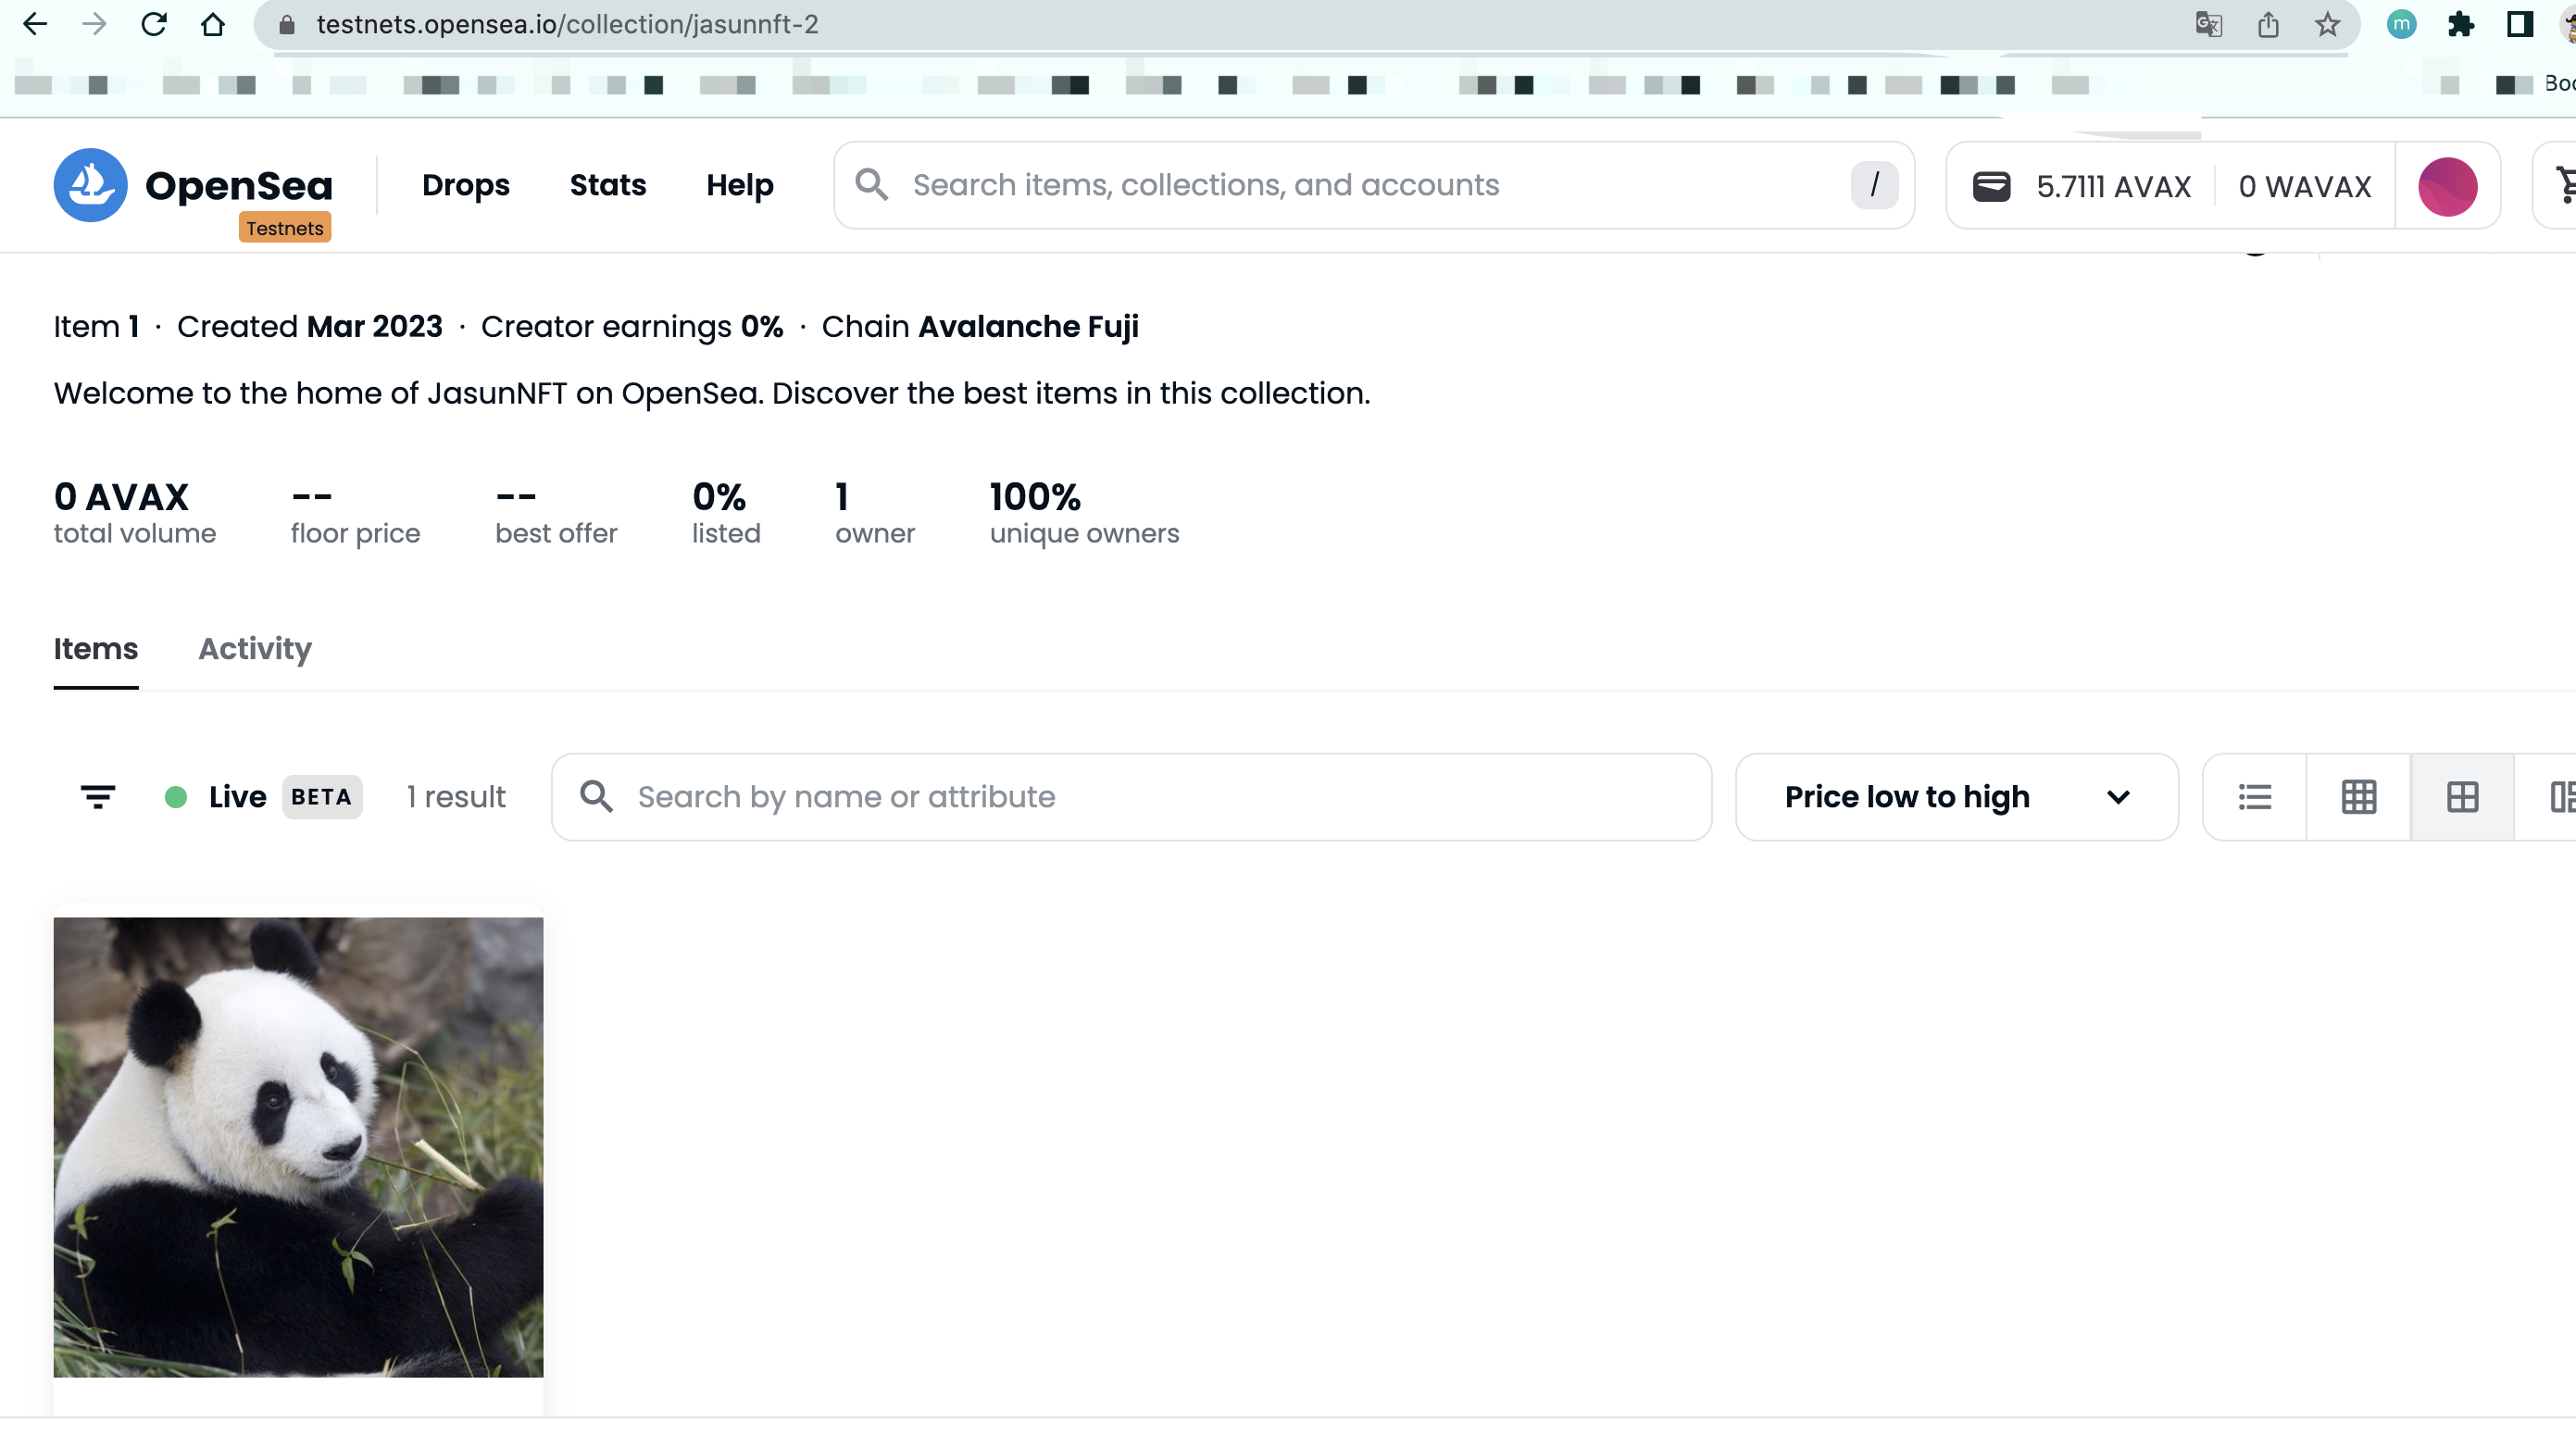 testnets.opensea.io/collection/jasunnft-2
m
OpenSea
Testnets
Drops
Stats
Help
Search items, collections, and accounts
/
5.7111 AVAX
0 WAVAX
Item 1 · Created Mar 2023 · Creator earnings 0% · Chain Avalanche Fuji
Welcome to the home of JasunNFT on OpenSea. Discover the best items in this collection.
0 AVAX
total volume
--
floor price
--
best offer
0%
listed
1
owner
100%
unique owners
Items
Activity
Live
BETA
1 result
Search by name or attribute
Price low to high